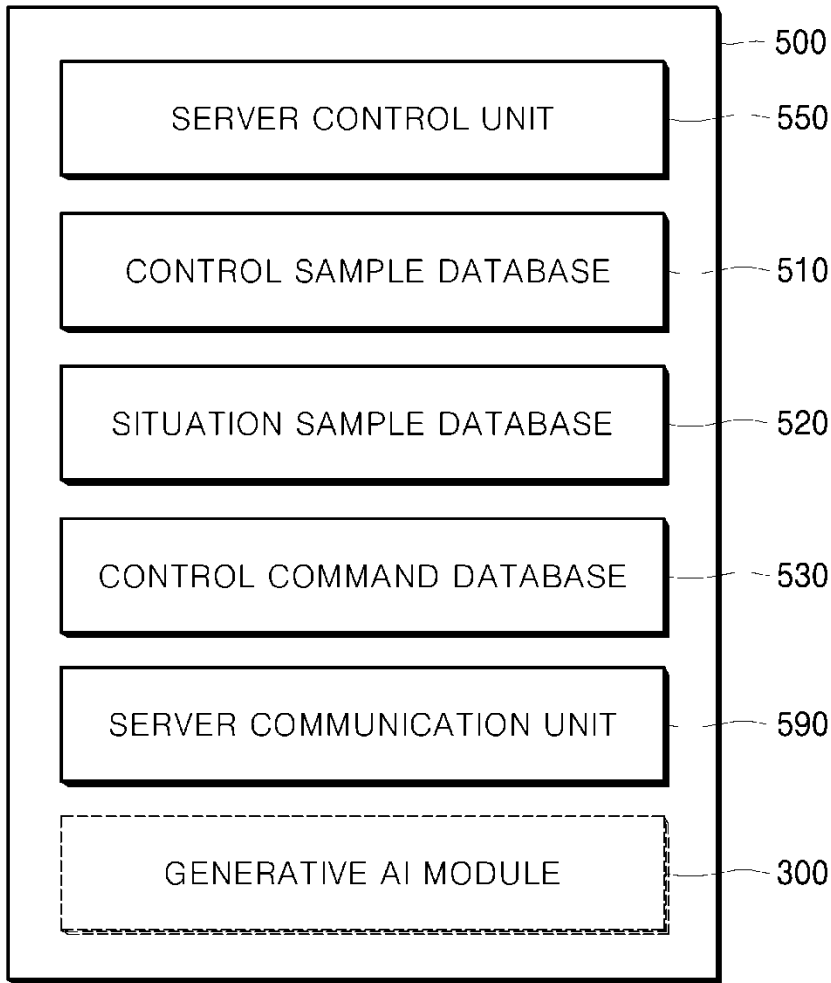 500
SERVER CONTROL UNIT 550
CONTROL SAMPLE DATABASE 510
SITUATION SAMPLE DATABASE 520
CONTROL COMMAND DATABASE 530
SERVER COMMUNICATION UNIT 590
GENERATIVE AI MODULE 300